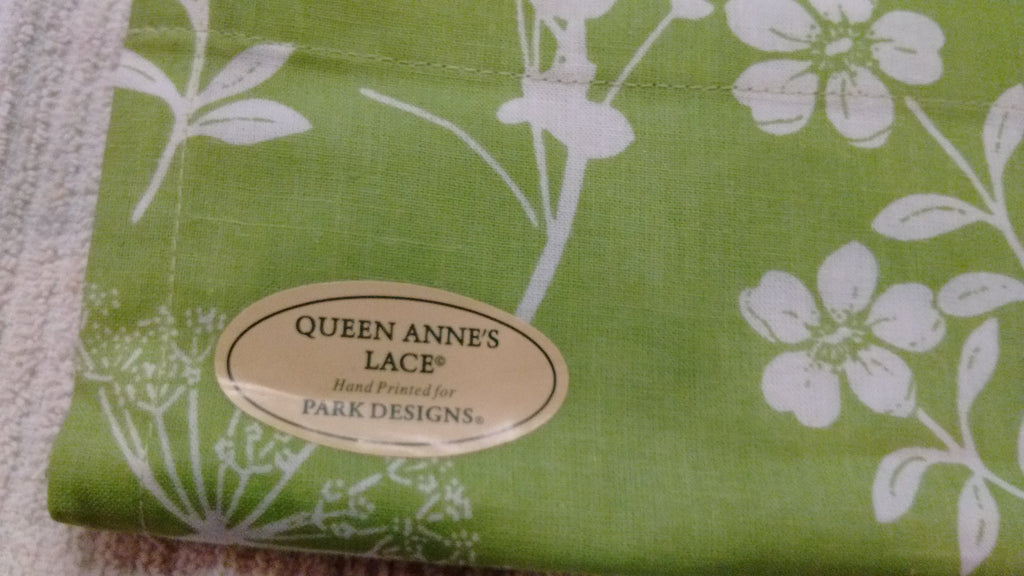 QUEEN ANNE'S
LACE©
Hand Printed for
PARK DESIGNS®